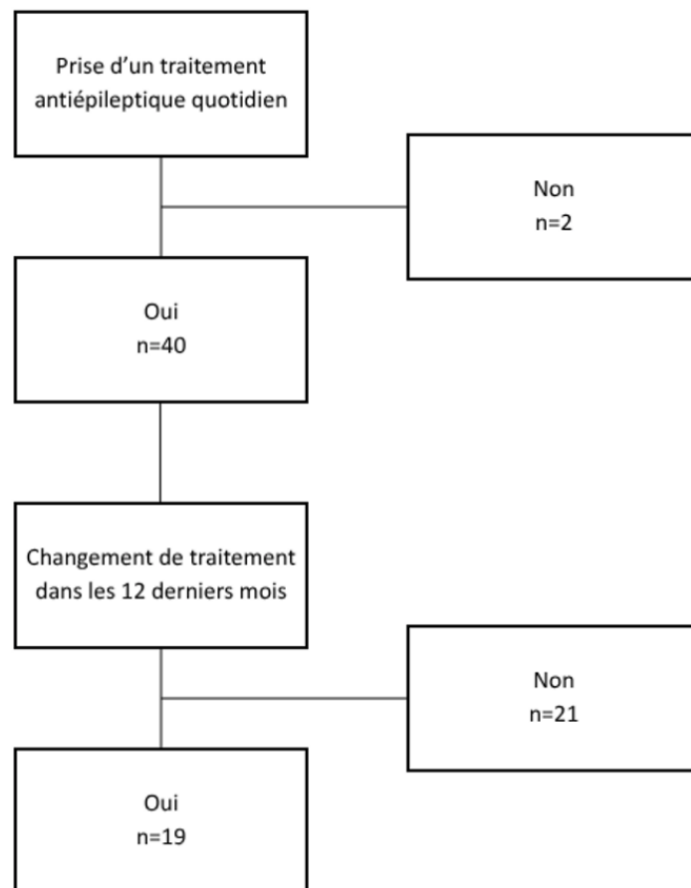 Prise d'un traitement
antiépileptique quotidien
Non
n=2
Oui
n=40
Changement de traitement
dans les 12 derniers mois
Non
n=21
Oui
n=19